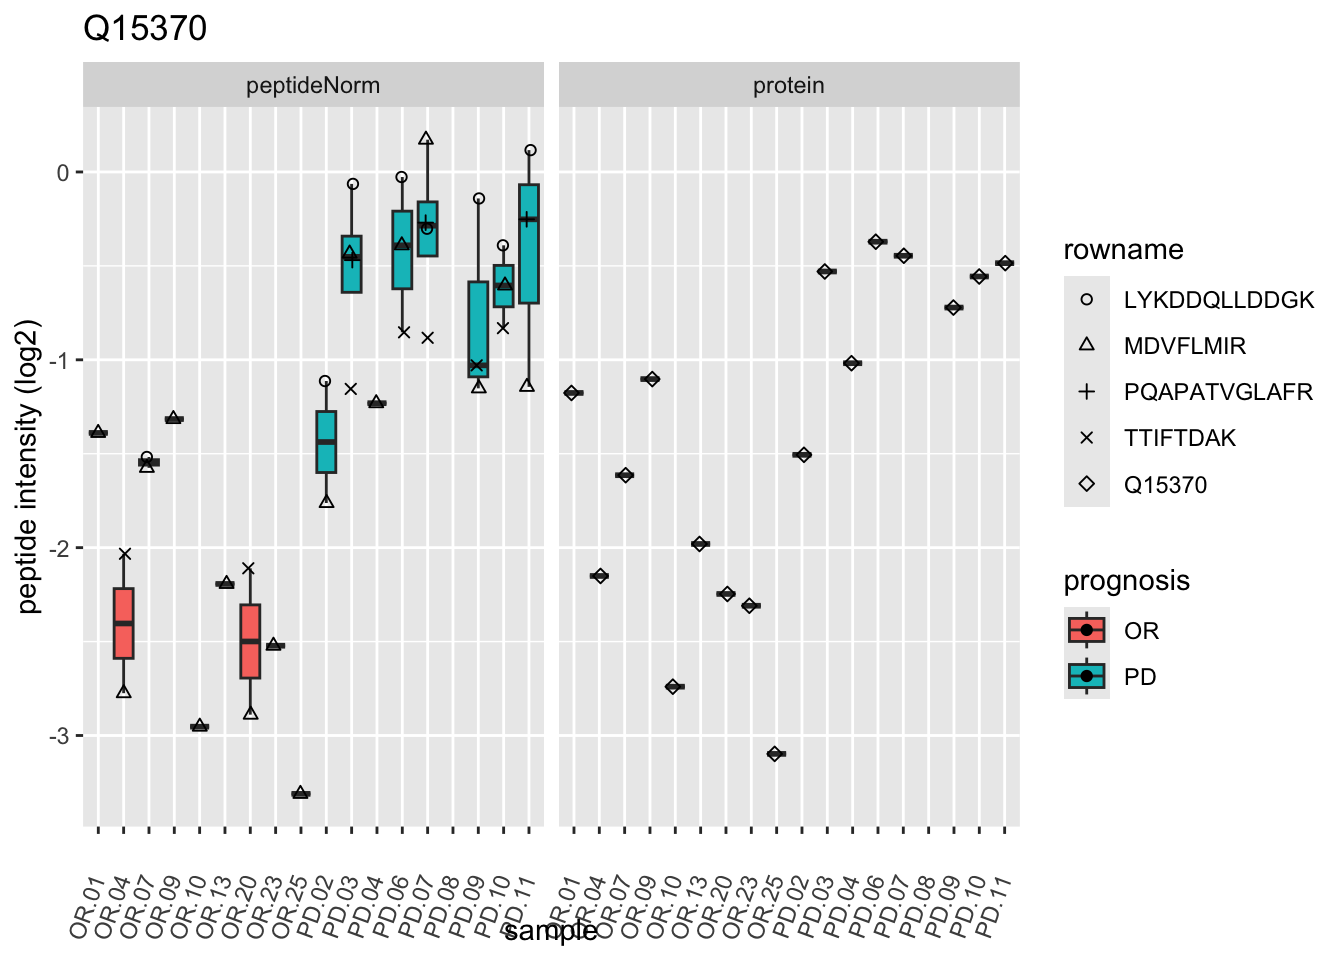 Q15370
peptideNorm
protein
peptide intensity (log2)
0
-1
-2
-3
OR.01
OR.04
OR.07
OR.09
OR.10
OR.13
OR.20
OR.23
OR.25
PD.02
PD.03
PD.04
PD.06
PD.07
PD.08
PD.09
PD.10
PD.11
OR.01
OR.04
OR.07
OR.09
OR.10
OR.13
OR.20
OR.23
OR.25
PD.02
PD.03
PD.04
PD.06
PD.07
PD.08
PD.09
PD.10
PD.11
sample
rowname
LYKDDQLLDDGK
MDVFLMIR
PQAPATVGLAFR
TTIFTDAK
Q15370
prognosis
OR
PD